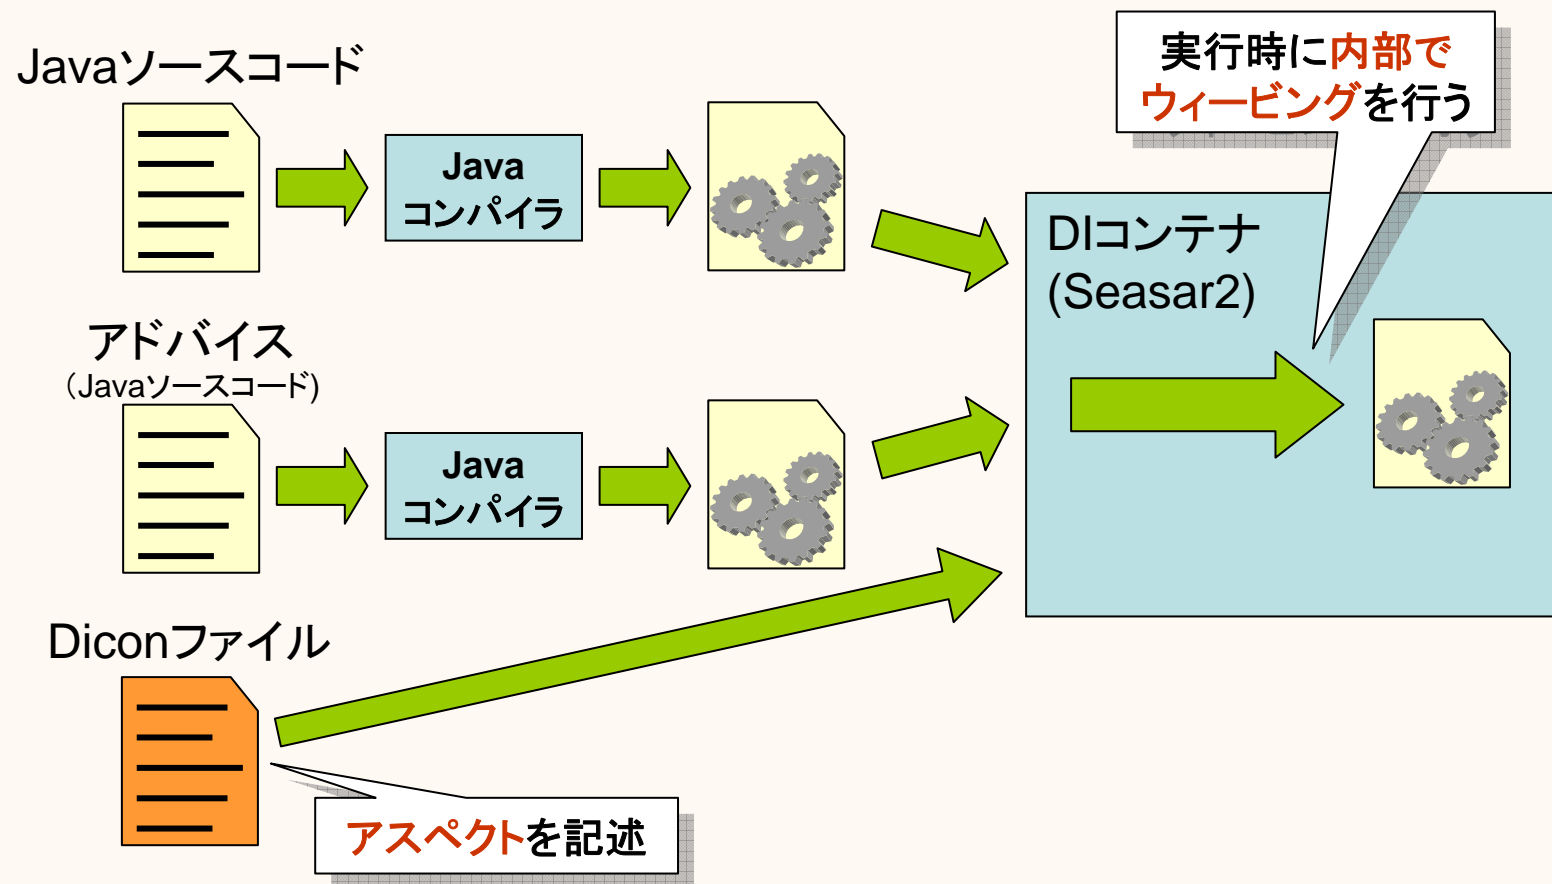 Javaソースコード
Java
コンパイラ
実行時に内部で
ウィービングを行う
DIコンテナ
(Seasar2)
アドバイス
（Javaソースコード)
Java
コンパイラ
Diconファイル
アスペクトを記述